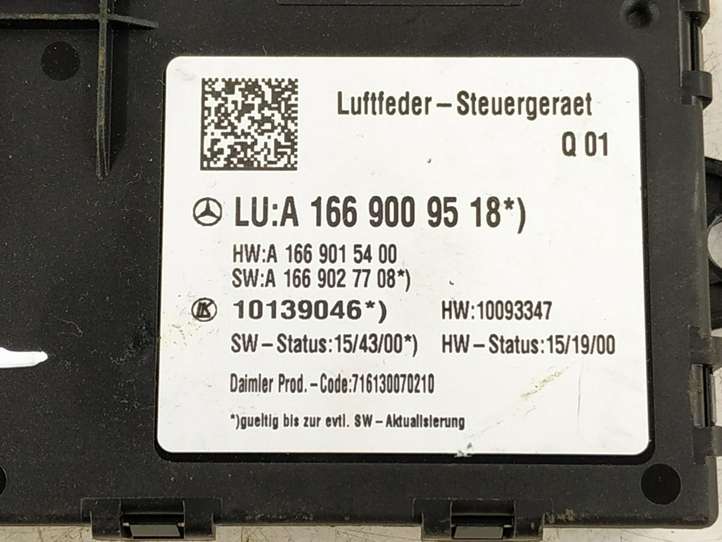 Luftfeder-Steuergeraet
Q 01
LU:A 166 900 95 18*)
HW:A 166 901 54 00
SW:A 166 902 77 08*)
10139046*) HW:10093347
SW-Status:15/43/00*) HW-Status:15/19/00
Daimler Prod.-Code:716130070210
*)gueltig bis zur evtl. SW-Aktualisierung